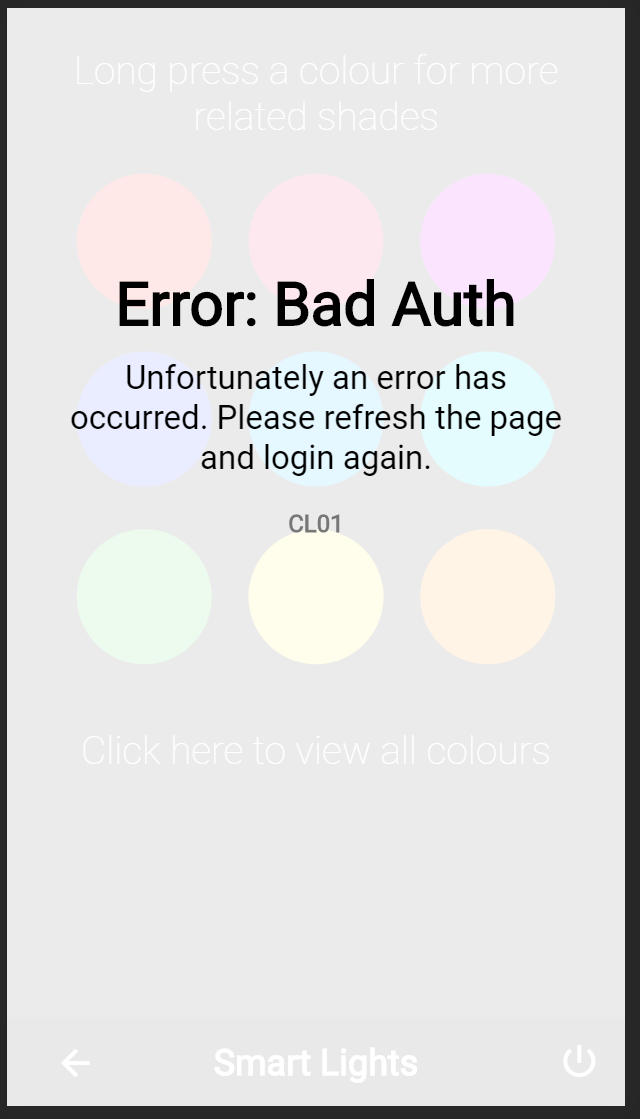 Long press a colour for more
related shades
Error: Bad Auth
Unfortunately an error has
occurred. Please refresh the page
and login again.
CL01
Click here to view all colours
Smart Lights